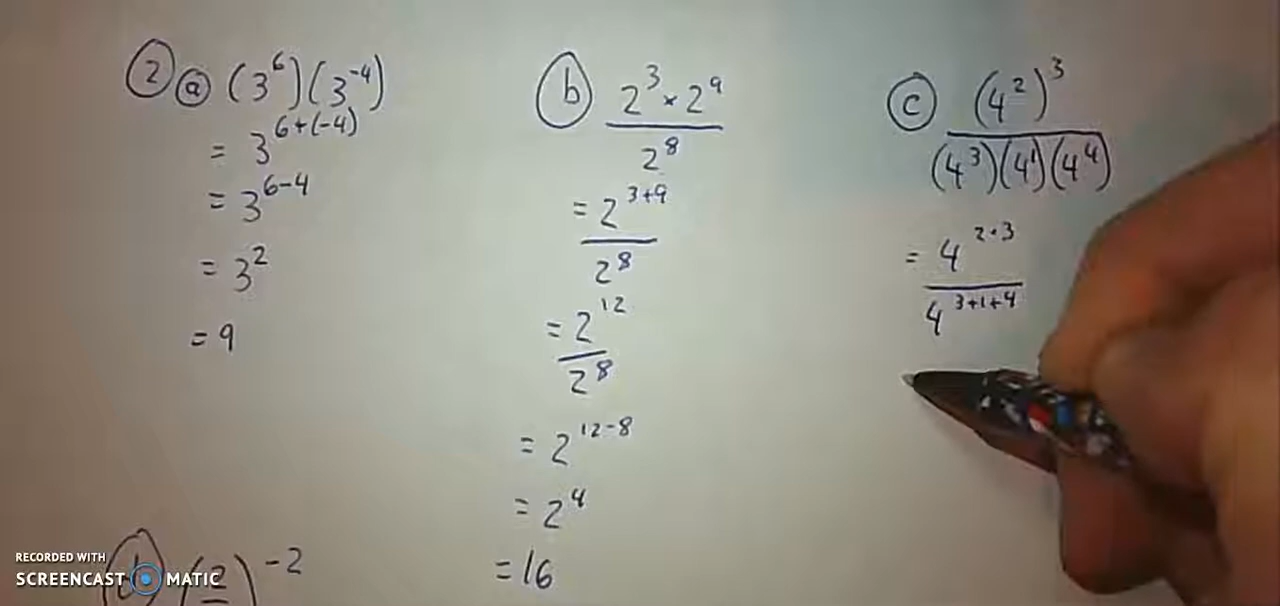 2 a (3^6)(3^-4)
= 3^6+(-4)
= 3^6-4
= 3^2
= 9
b 2^3 × 2^9
2^8
= 2^3+9
2^8
= 2^12
2^8
= 2^12-8
= 2^4
= 16
c (4^2)^3
(4^3)(4^1)(4^4)
= 4^2·3
4^3+1+4
d (2)^-2
RECORDED WITH
SCREENCAST MATIC